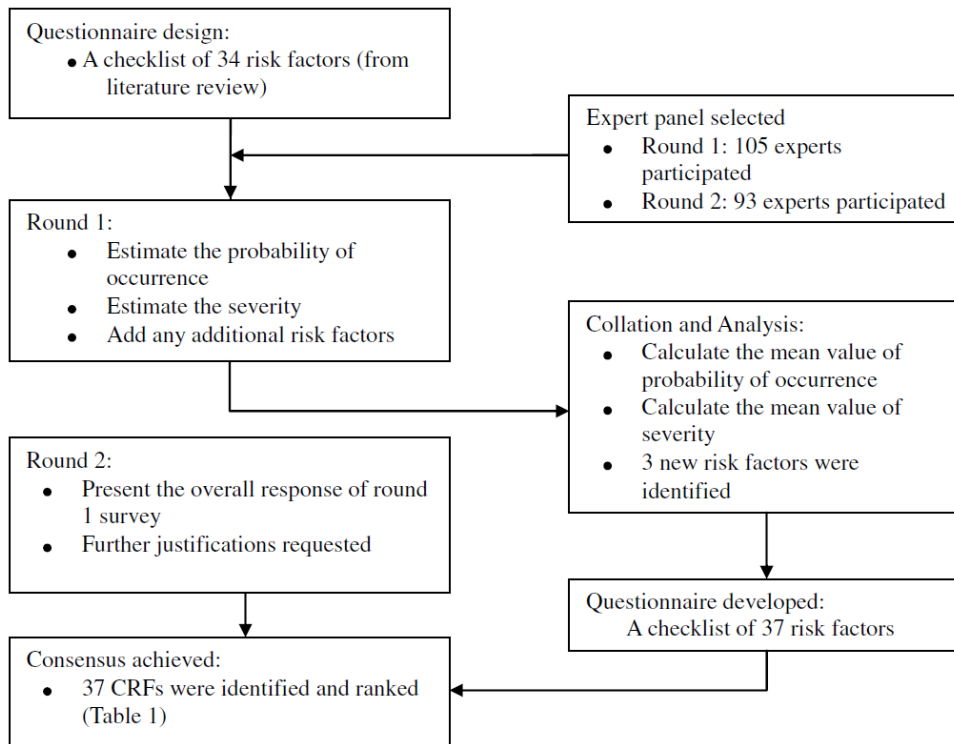 Questionnaire design:
• A checklist of 34 risk factors (from
literature review)
Expert panel selected
• Round 1: 105 experts
participated
• Round 2: 93 experts participated
Round 1:
• Estimate the probability of
occurrence
• Estimate the severity
• Add any additional risk factors
Collation and Analysis:
• Calculate the mean value of
probability of occurrence
• Calculate the mean value of
severity
• 3 new risk factors were
identified
Round 2:
• Present the overall response of round
1 survey
• Further justifications requested
Questionnaire developed:
A checklist of 37 risk factors
Consensus achieved:
• 37 CRFs were identified and ranked
(Table 1)